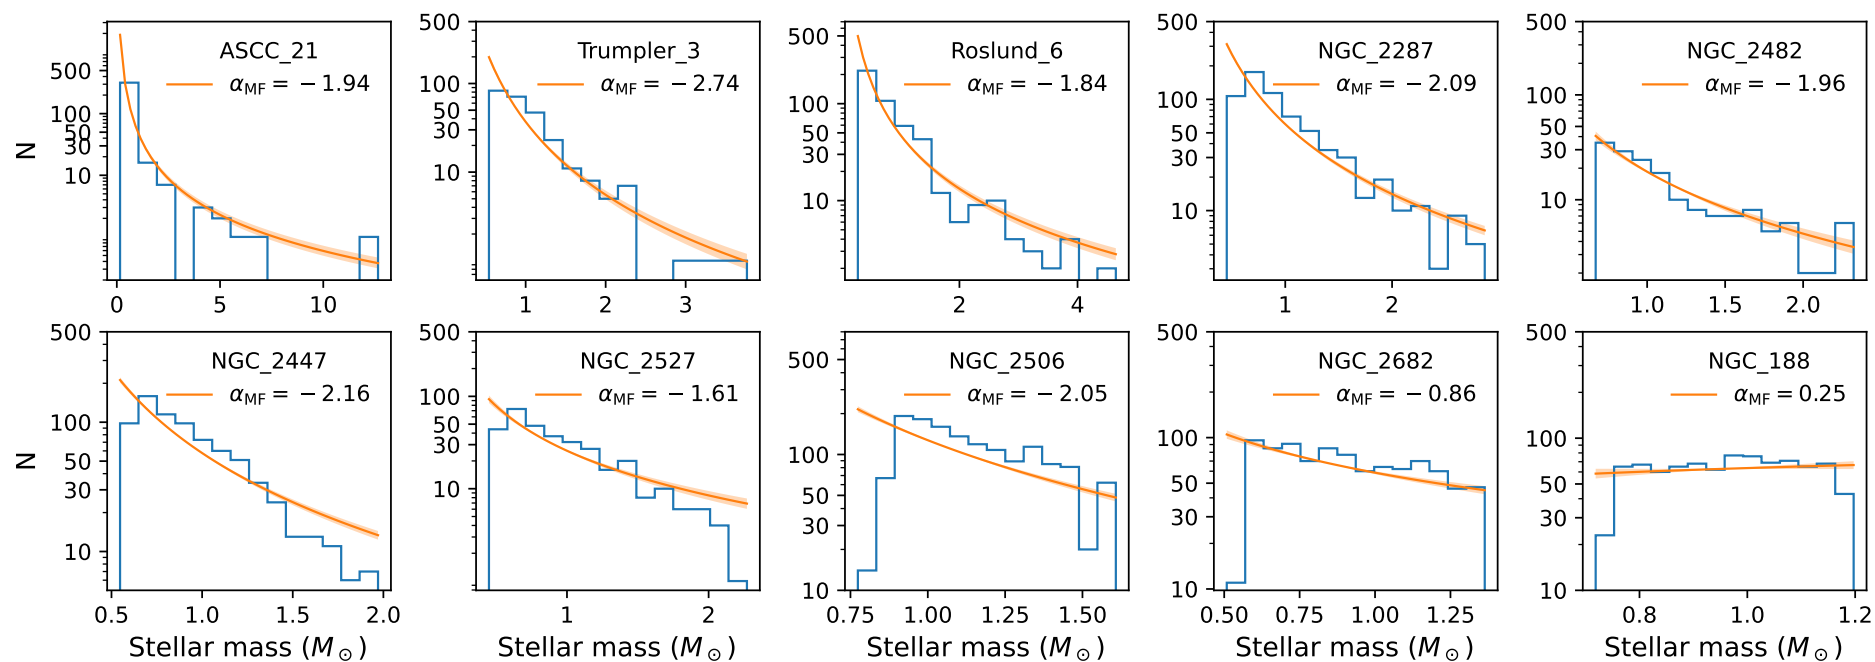 N
500
100
50
30
10
ASCC_21
α_MF = −1.94
0 5 10
500
100
50
30
10
Trumpler_3
α_MF = −2.74
1 2 3
500
100
10
Roslund_6
α_MF = −1.84
2 4
500
100
50
30
10
NGC_2287
α_MF = −2.09
1 2
500
100
50
30
10
NGC_2482
α_MF = −1.96
1.0 1.5 2.0
N
500
100
50
30
10
NGC_2447
α_MF = −2.16
0.5 1.0 1.5 2.0
Stellar mass (M⊙)
500
100
50
30
10
NGC_2527
α_MF = −1.61
1 2
Stellar mass (M⊙)
500
100
50
30
10
NGC_2506
α_MF = −2.05
0.75 1.00 1.25 1.50
Stellar mass (M⊙)
500
100
50
30
10
NGC_2682
α_MF = −0.86
0.50 0.75 1.00 1.25
Stellar mass (M⊙)
500
100
50
30
10
NGC_188
α_MF = 0.25
0.8 1.0 1.2
Stellar mass (M⊙)